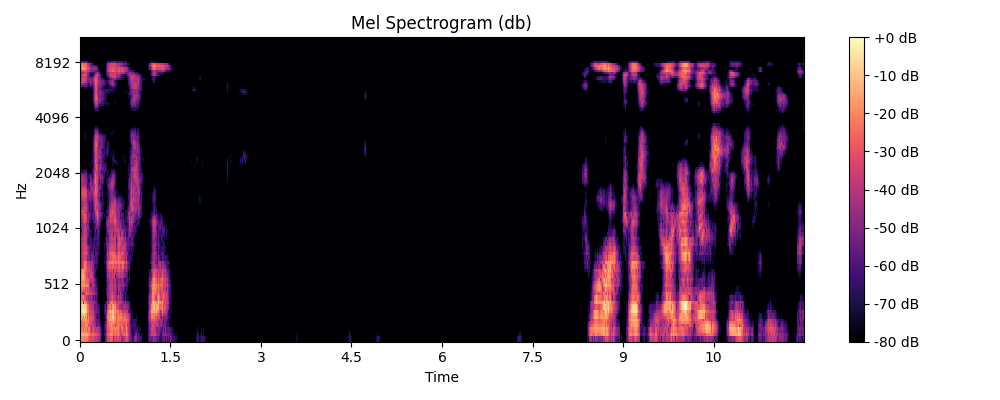 Mel Spectrogram (db)
Hz
8192
4096
2048
1024
512
0
0 1.5 3 4.5 6 7.5 9 10
Time
+0 dB
-10 dB
-20 dB
-30 dB
-40 dB
-50 dB
-60 dB
-70 dB
-80 dB